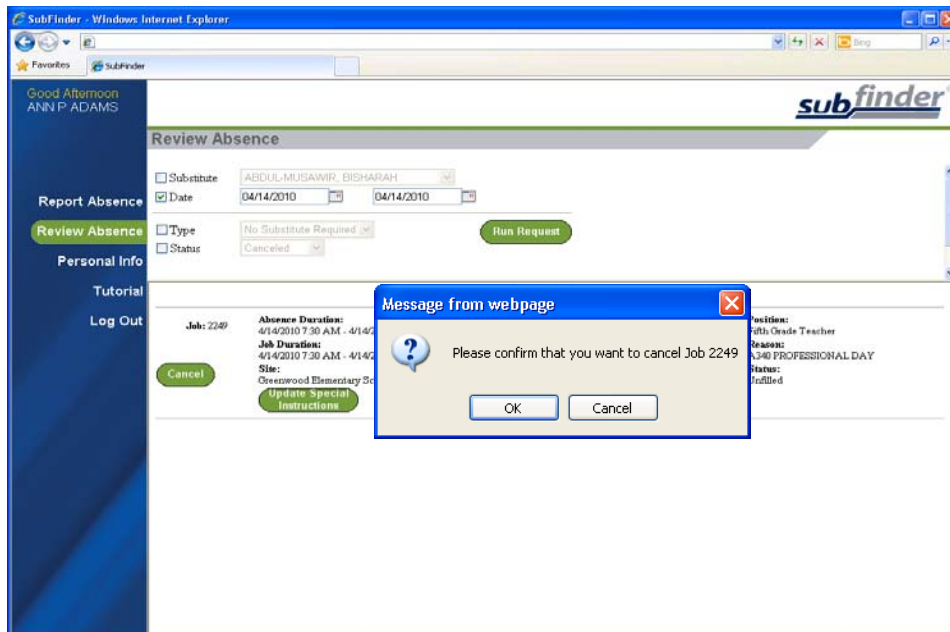 SubFinder - Windows Internet Explorer
Bing
Favorites SubFinder
Good Afternoon
ANN P ADAMS
subfinder
Review Absence
Substitute ABDUL-MUSAWIR, BISHARAH
Date 04/14/2010 04/14/2010
Report Absence
Review Absence
Personal Info
Tutorial
Log Out
Type No Substitute Required
Status Canceled
Run Request
Message from webpage
Please confirm that you want to cancel Job 2249
OK Cancel
Job: 2249
Cancel
Absence Duration:
4/14/2010 7:30 AM - 4/14/2
Job Duration:
4/14/2010 7:30 AM - 4/14/2
Site:
Greenwood Elementary Sc
Update Special
Instructions
Position:
Fifth Grade Teacher
Reason:
A340 PROFESSIONAL DAY
Status:
Unfilled